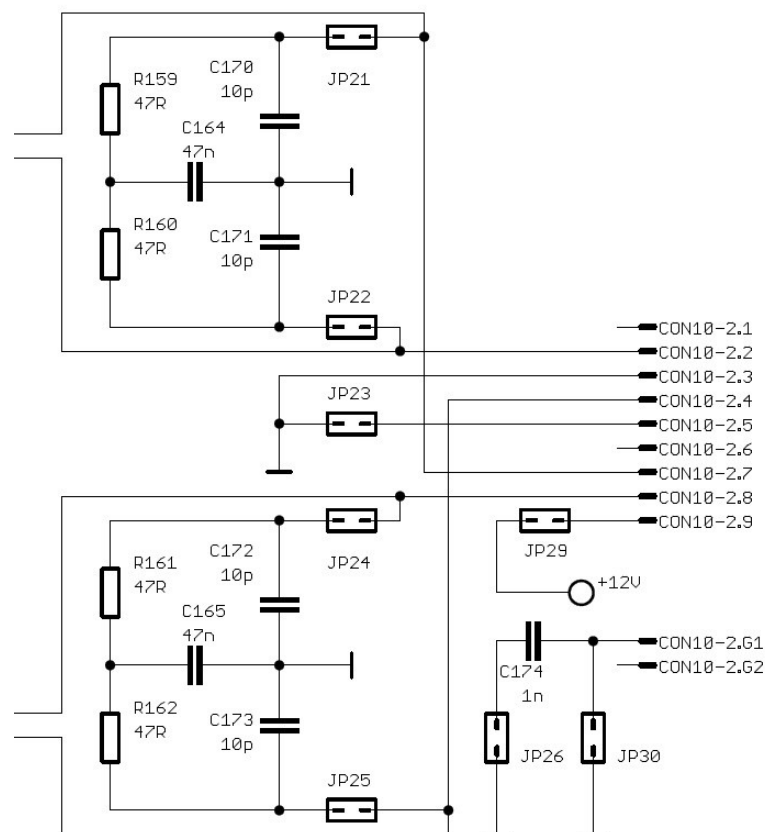 JP21
R159
47R
C170
10p
C164
47n
R160
47R
C171
10p
JP22
CON10-2.1
CON10-2.2
CON10-2.3
JP23
CON10-2.4
CON10-2.5
CON10-2.6
CON10-2.7
CON10-2.8
CON10-2.9
JP24
JP29
R161
47R
C172
10p
+12V
C165
47n
CON10-2.G1
CON10-2.G2
C174
1n
R162
47R
C173
10p
JP26
JP30
JP25